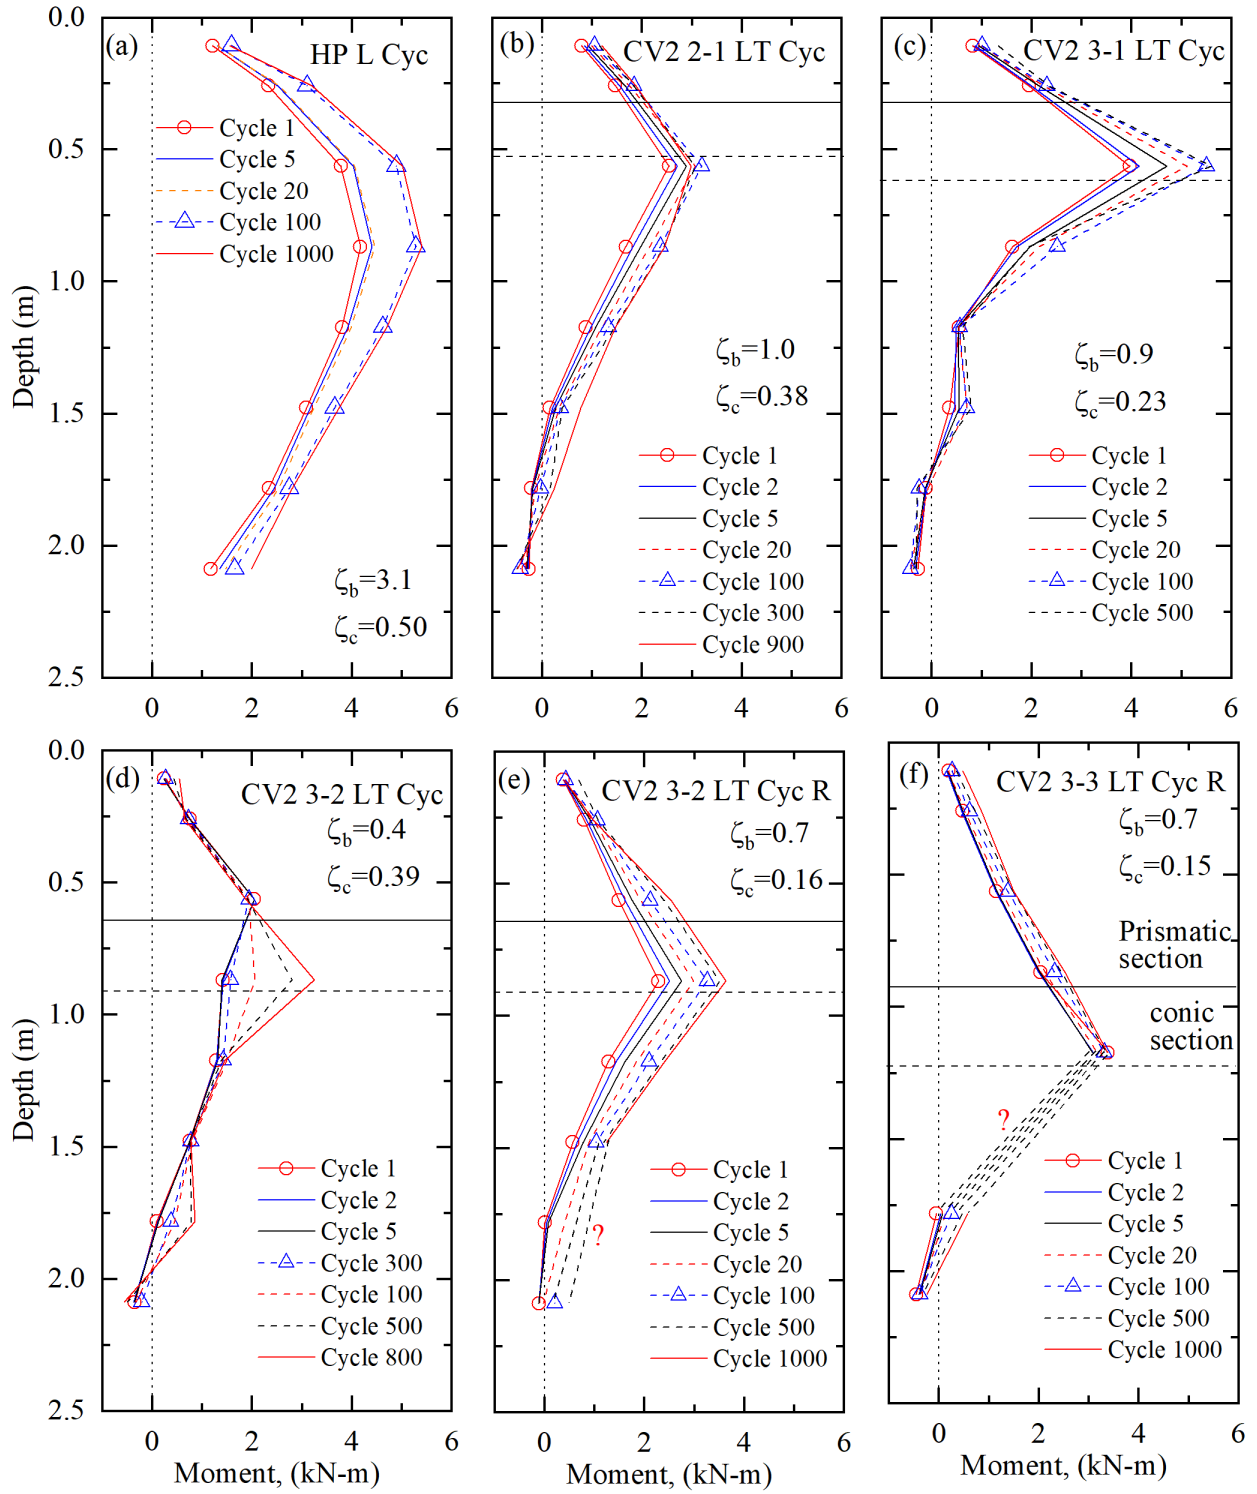 (a)
HP L Cyc
Cycle 1
Cycle 5
Cycle 20
Cycle 100
Cycle 1000
ζb=3.1
ζc=0.50
0.0
0.5
1.0
1.5
2.0
2.5
Depth (m)
0 2 4 6
(b)
CV2 2-1 LT Cyc
ζb=1.0
ζc=0.38
Cycle 1
Cycle 2
Cycle 5
Cycle 20
Cycle 100
Cycle 300
Cycle 900
0 2 4 6
(c)
CV2 3-1 LT Cyc
ζb=0.9
ζc=0.23
Cycle 1
Cycle 2
Cycle 5
Cycle 20
Cycle 100
Cycle 500
0 2 4 6
(d)
CV2 3-2 LT Cyc
ζb=0.4
ζc=0.39
Cycle 1
Cycle 2
Cycle 5
Cycle 300
Cycle 100
Cycle 500
Cycle 800
0.0
0.5
1.0
1.5
2.0
2.5
Depth (m)
0 2 4 6
Moment, (kN-m)
(e)
CV2 3-2 LT Cyc R
ζb=0.7
ζc=0.16
?
Cycle 1
Cycle 2
Cycle 5
Cycle 20
Cycle 100
Cycle 500
Cycle 1000
0 2 4 6
Moment, (kN-m)
(f)
CV2 3-3 LT Cyc R
ζb=0.7
ζc=0.15
Prismatic
section
conic
section
?
Cycle 1
Cycle 2
Cycle 5
Cycle 20
Cycle 100
Cycle 500
Cycle 1000
0 2 4 6
Moment, (kN-m)